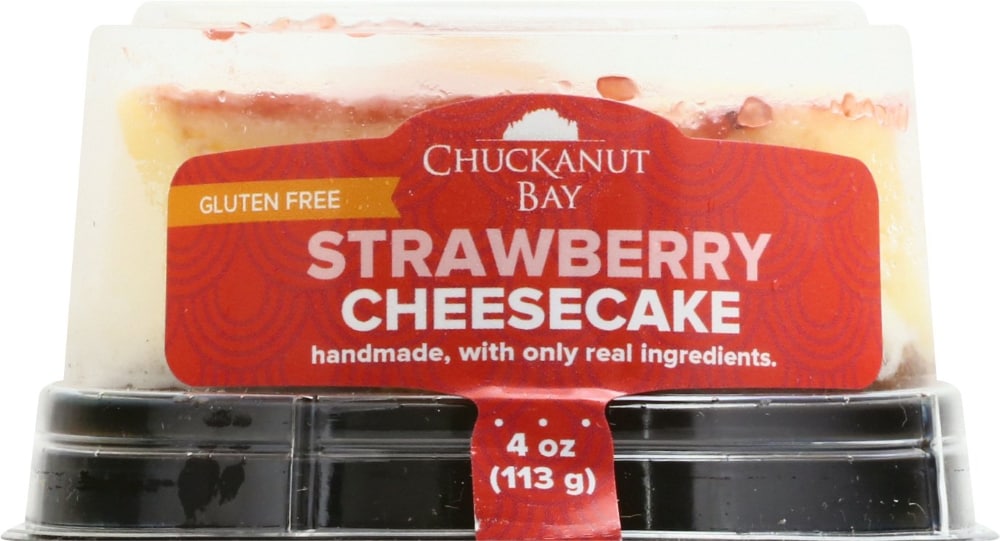 CHUCKANUT
BAY
GLUTEN FREE
STRAWBERRY
CHEESECAKE
handmade, with only real ingredients.
4 oz
(113 g)